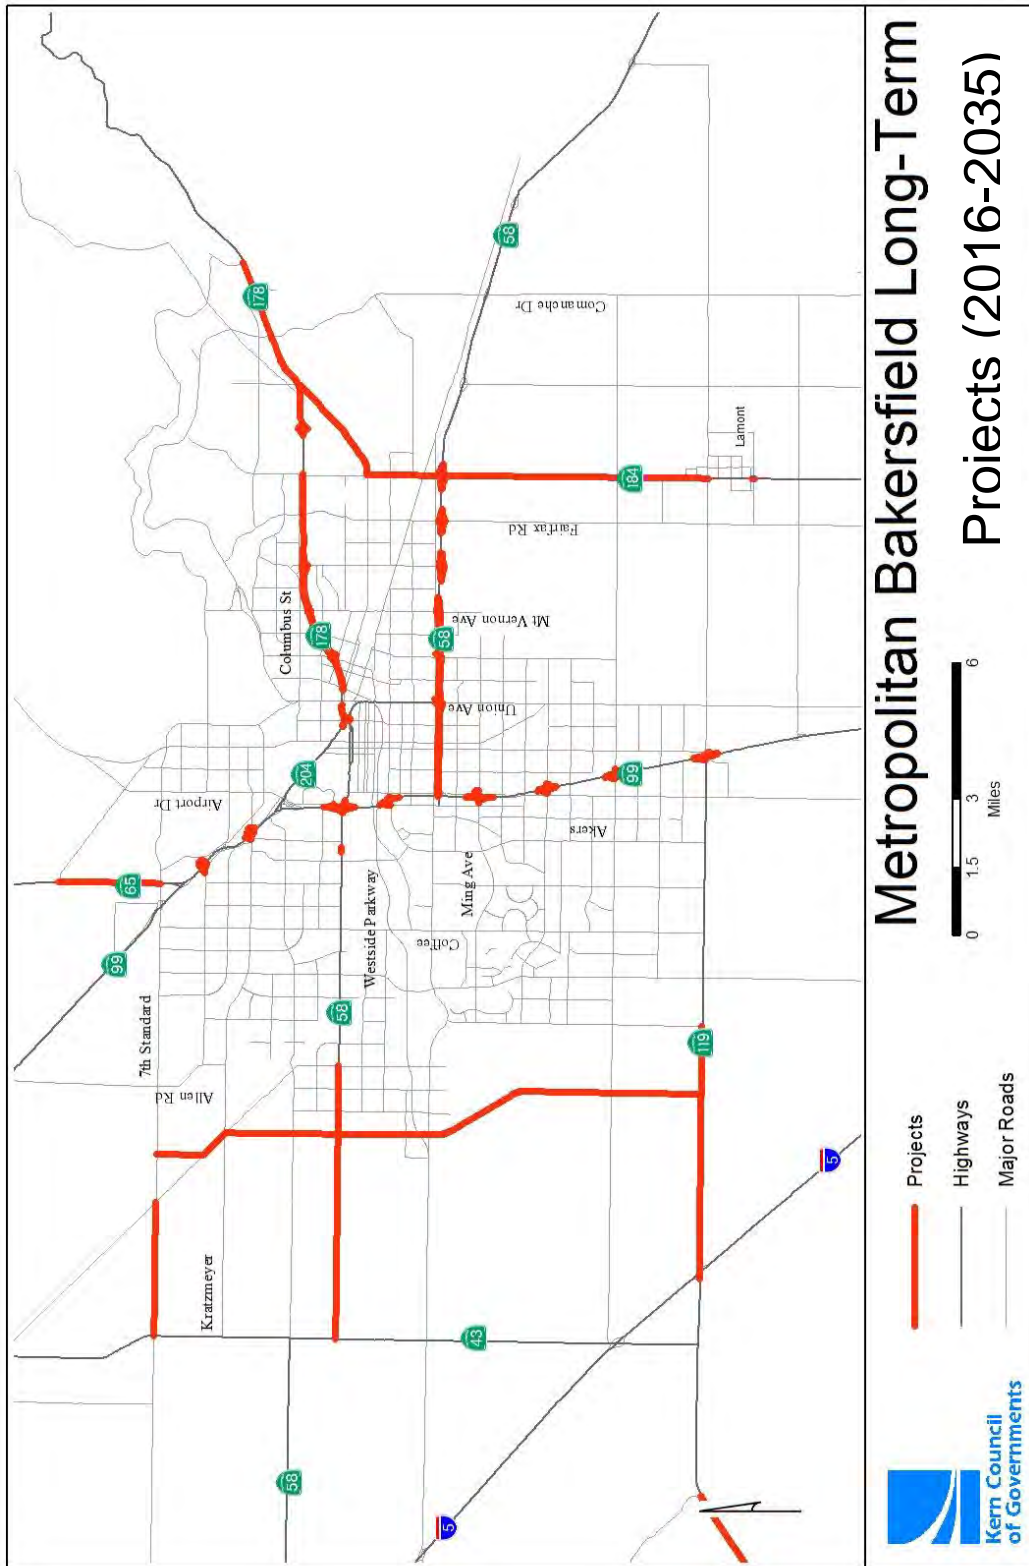 65
99
7th Standard
Airport Dr
204
Allen Rd
Kratzmeyer
58
43
5
58
Westside Parkway
Coffee
Ming Ave
Akers
99
119
5
178
Columbus St
178
58
Union Ave
Mt Vernon Ave
Fairfax Rd
184
Lamont
Comanche Dr
58
Kern Council
of Governments
Projects
Highways
Major Roads
0 1.5 3 6
Miles
Metropolitan Bakersfield Long-Term
Projects (2016-2035)